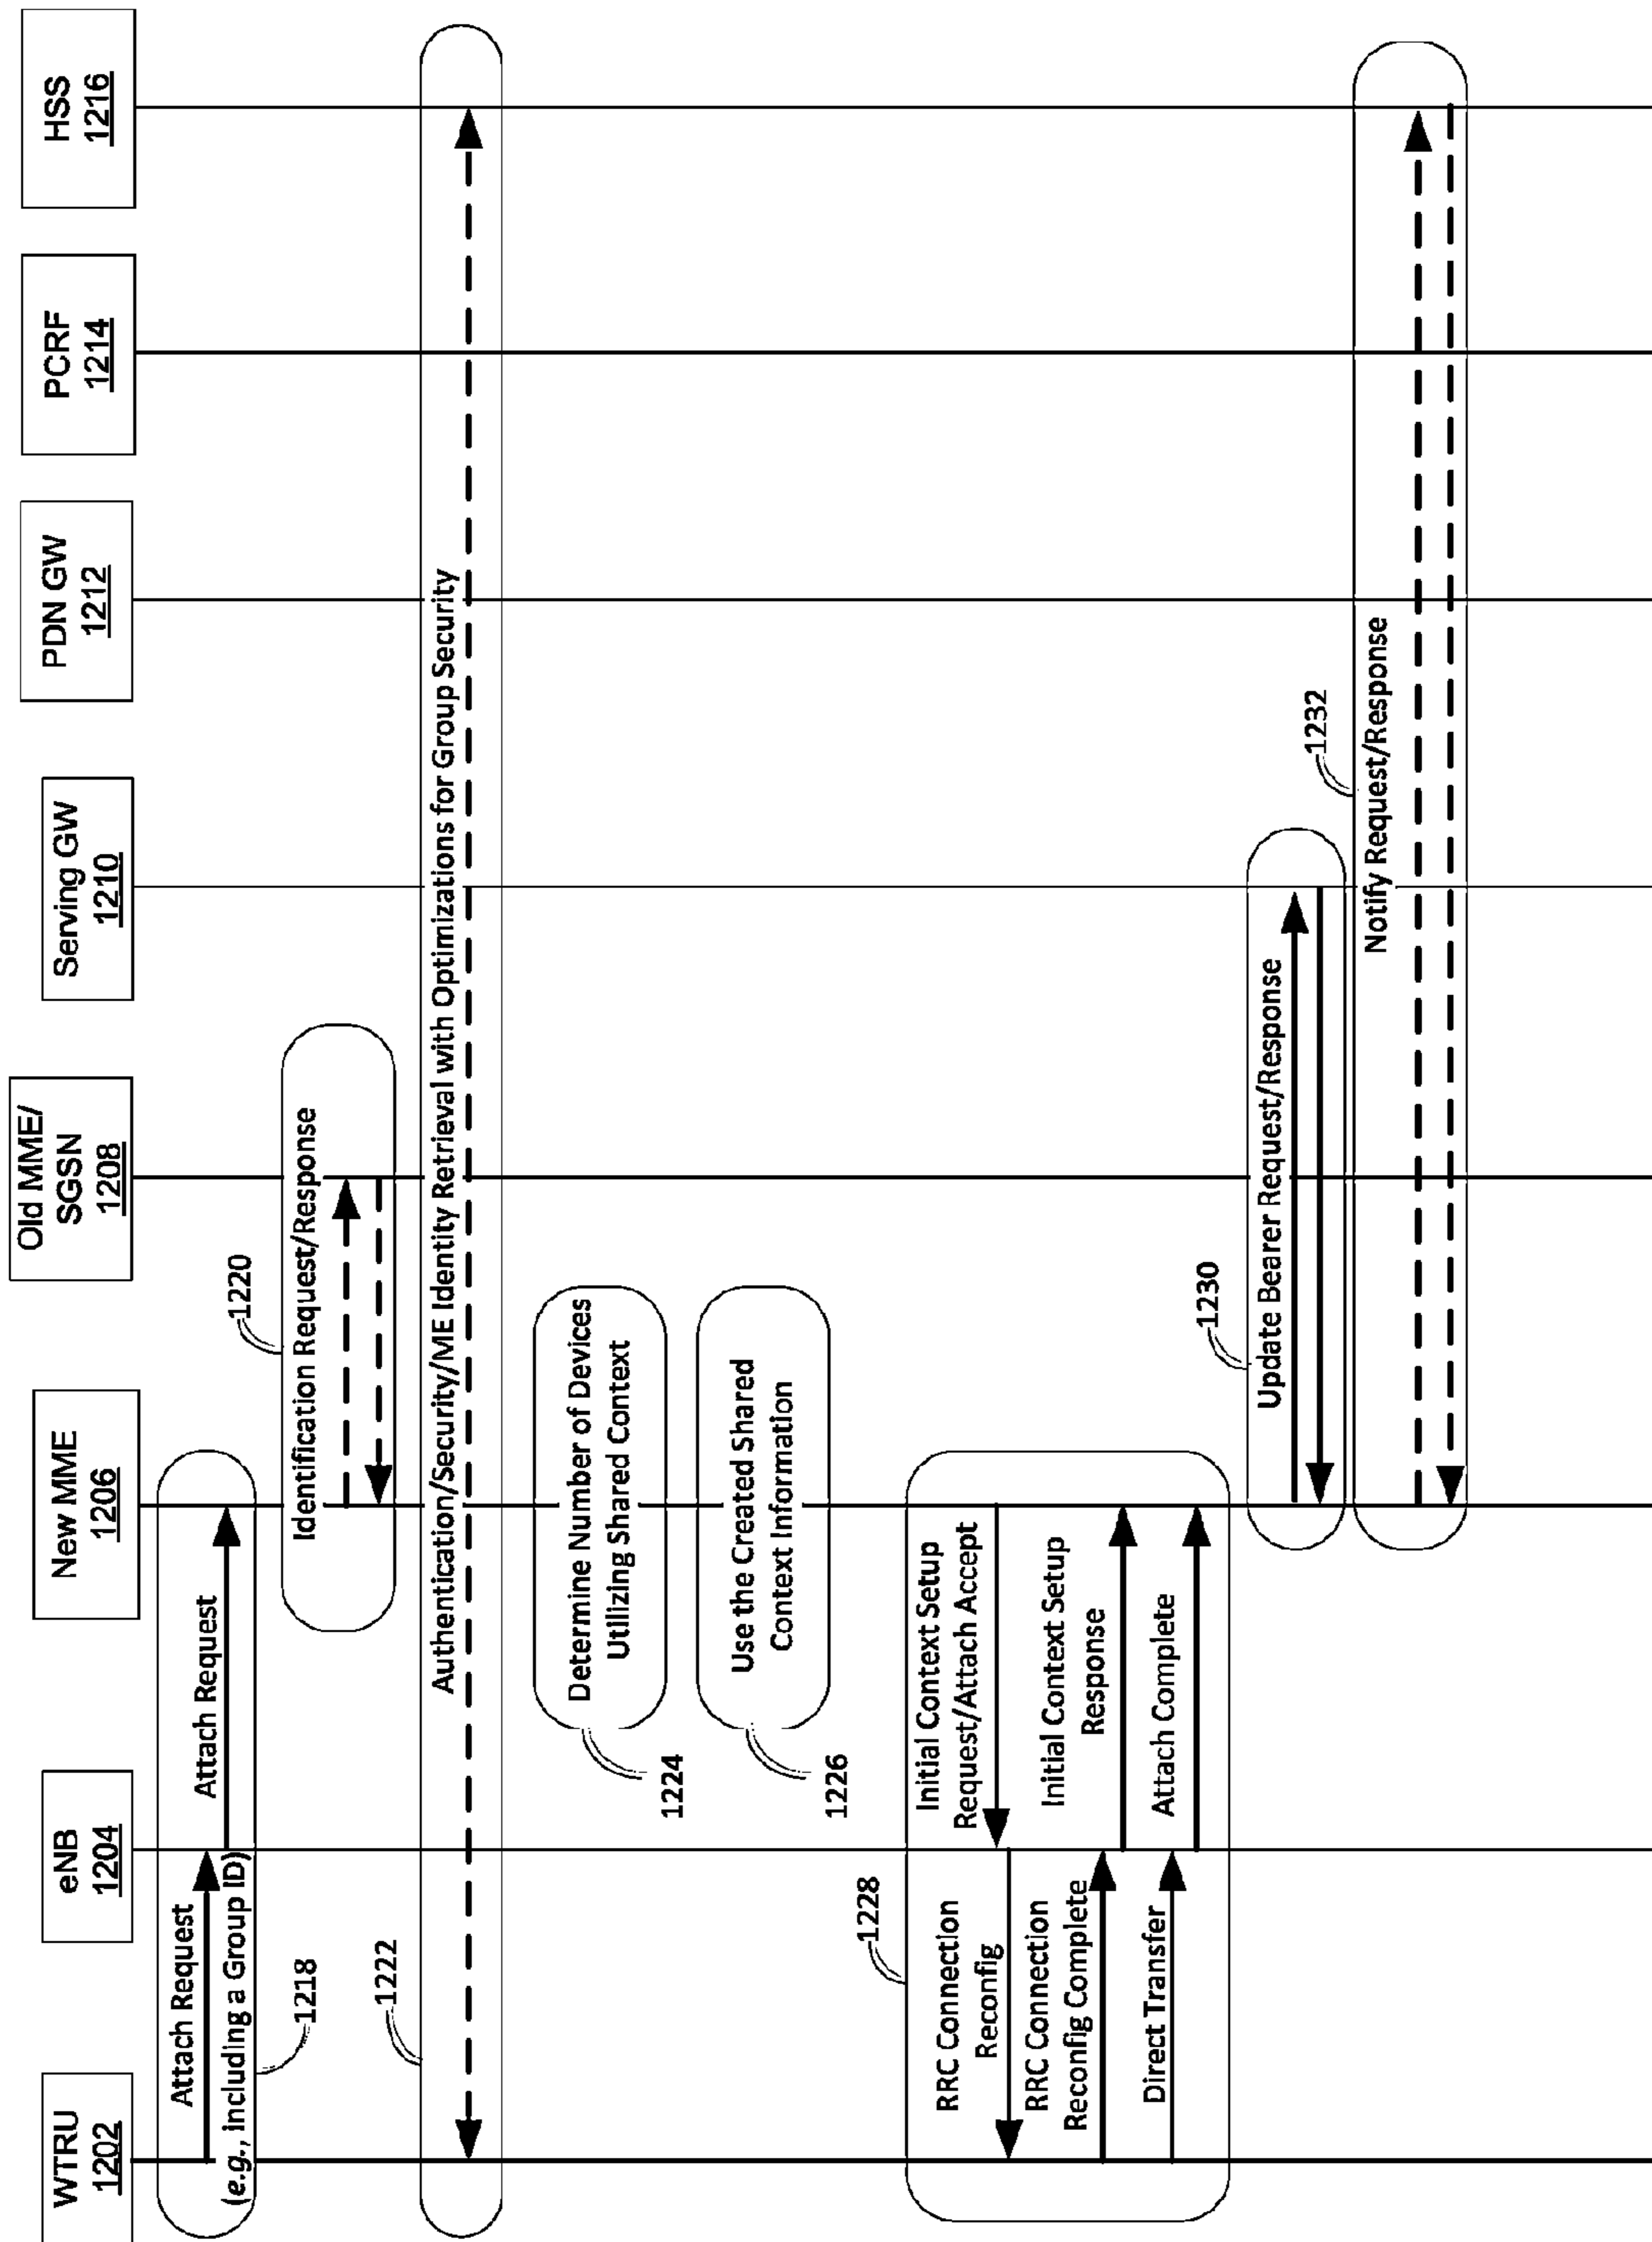 WTRU
1202
eNB
1204
New MME
1206
Old MME/
SGSN
1208
Serving GW
1210
PDN GW
1212
PCRF
1214
HSS
1216
Attach Request
(e.g., including a Group ID)
Attach Request
1218
1220
Identification Request/Response
1222
Authentication/Security/ME Identity Retrieval with Optimizations for Group Security
Determine Number of Devices
Utilizing Shared Context
1224
Use the Created Shared
Context Information
1226
1228
Initial Context Setup
Request/Attach Accept
RRC Connection
Reconfig
RRC Connection
Reconfig Complete
Initial Context Setup
Response
Direct Transfer
Attach Complete
1230
Update Bearer Request/Response
1232
Notify Request/Response